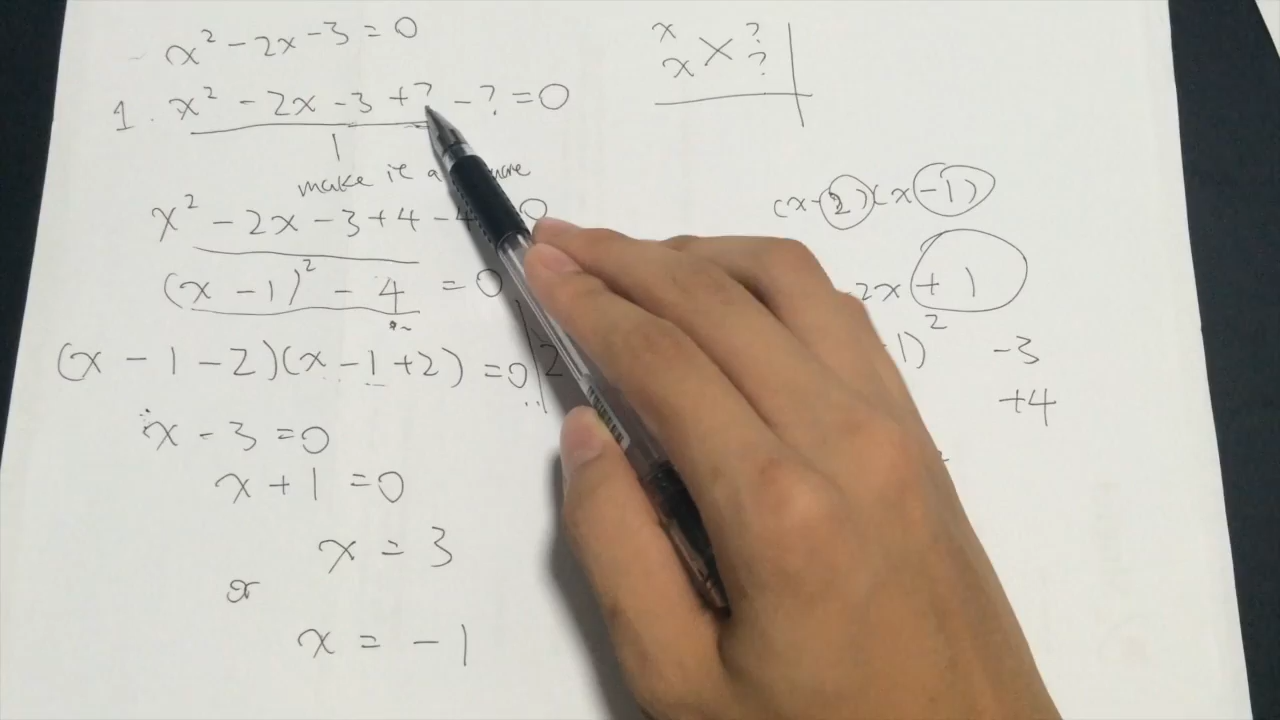 x² - 2x - 3 = 0
1. x² - 2x - 3 + ? - ? = 0
make it a
x² - 2x - 3 + 4 - 4 0
(x - 1)² - 4 = 0
(x - 1 - 2)(x - 1 + 2) = 0 2
x - 3 = 0
x + 1 = 0
x = 3
or
x = -1
x ?
x ?
(x - 2)(x - 1)
2x + 1
1)² -3
+4